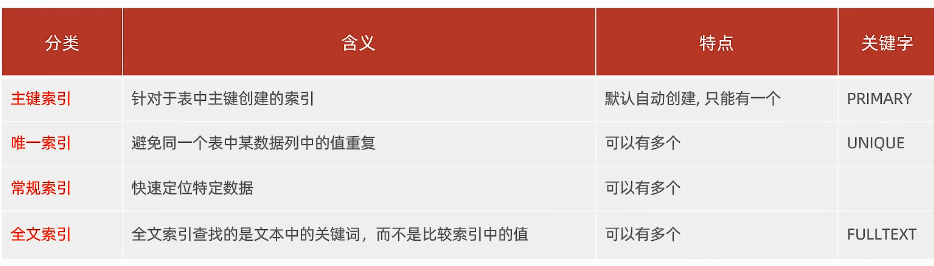 分类 含义 特点 关键字
主键索引 针对于表中主键创建的索引 默认自动创建, 只能有一个 PRIMARY
唯一索引 避免同一个表中某数据列中的值重复 可以有多个 UNIQUE
常规索引 快速定位特定数据 可以有多个
全文索引 全文索引查找的是文本中的关键词，而不是比较索引中的值 可以有多个 FULLTEXT